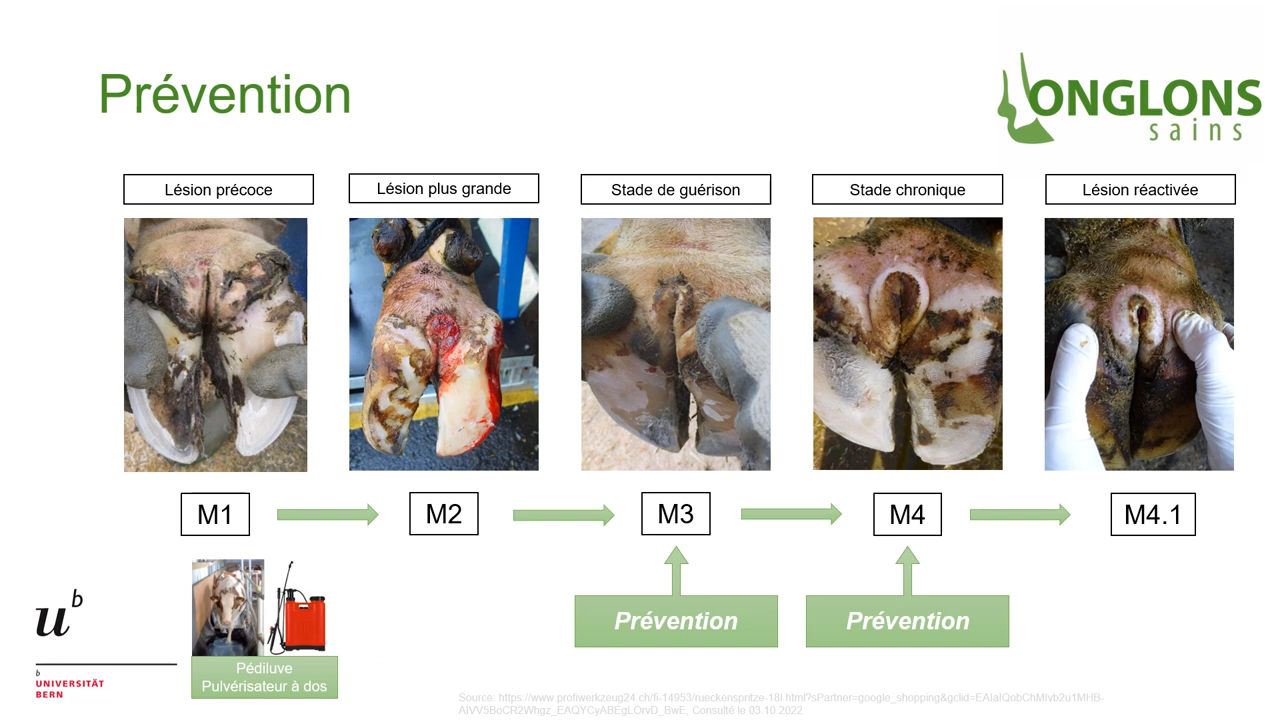 Prévention
ONGLONS
sains
Lésion précoce
Lésion plus grande
Stade de guérison
Stade chronique
Lésion réactivée
M1
M2
M3
M4
M4.1
Prévention
Prévention
Pédiluve
Pulvérisateur à dos
u
b
b
UNIVERSITÄT
BERN
Source: https://www.profiwerkzeug24.ch/fi-14953/rueckenspritze-18l.html?sPartner=google_shopping&gclid=EAIaIQobChMIvb2u1MHB-
AIVV5BoCR2Whgz_EAQYCyABEgLOrvD_BwE, Consulté le 03.10.2022